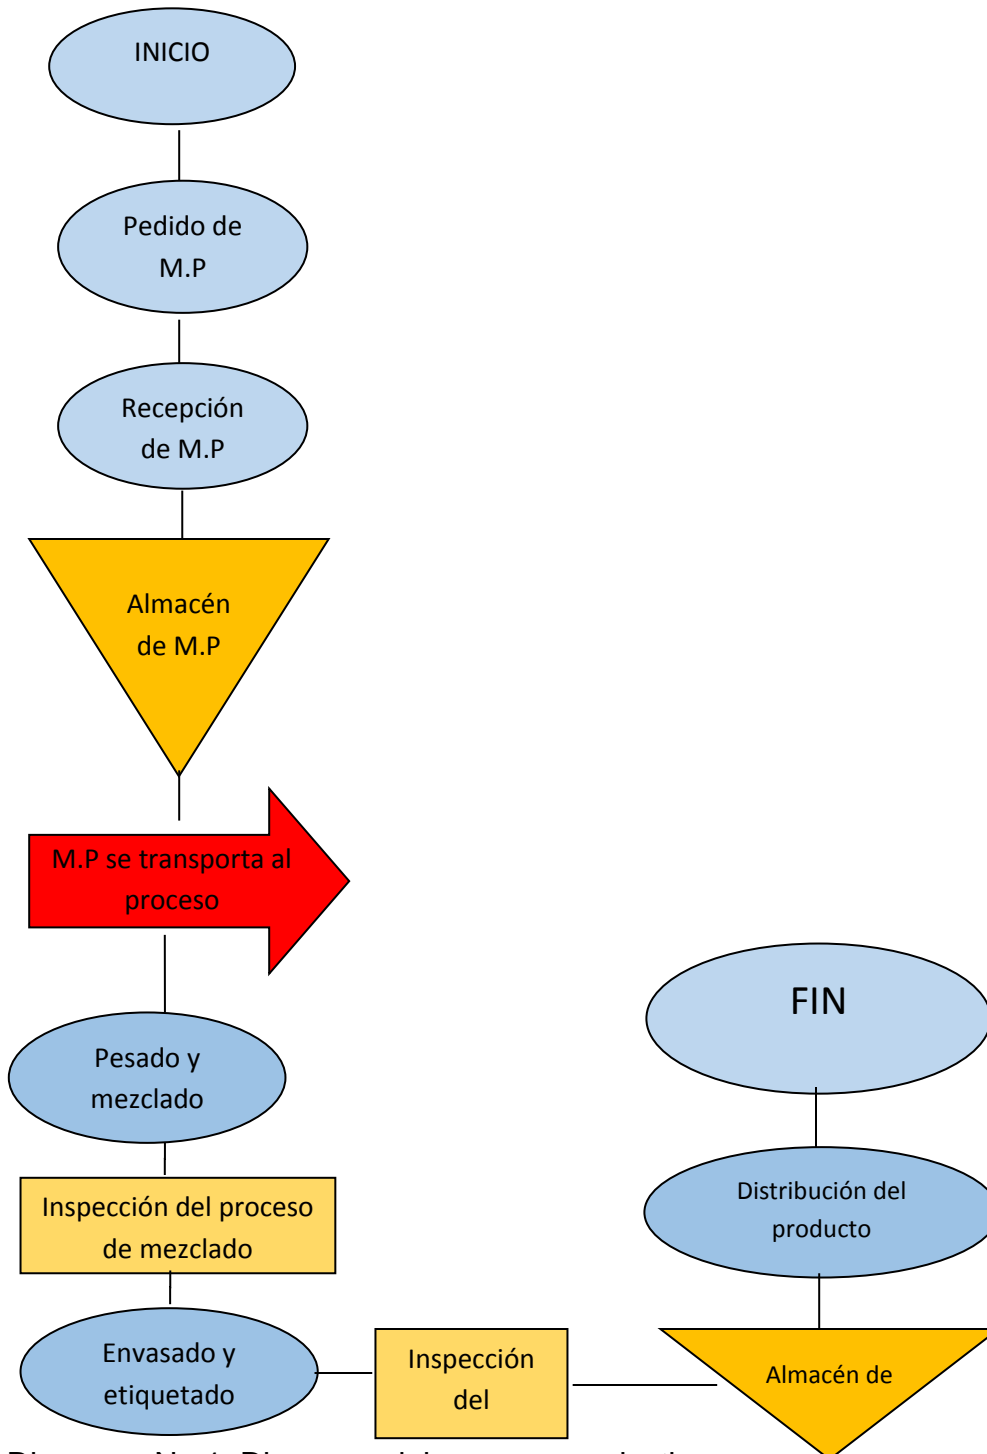 INICIO
Pedido de
M.P
Recepción
de M.P
Almacén
de M.P
M.P se transporta al
proceso
Pesado y
mezclado
Inspección del proceso
de mezclado
Envasado y
etiquetado
Inspección
del
Almacén de
Distribución del
producto
FIN